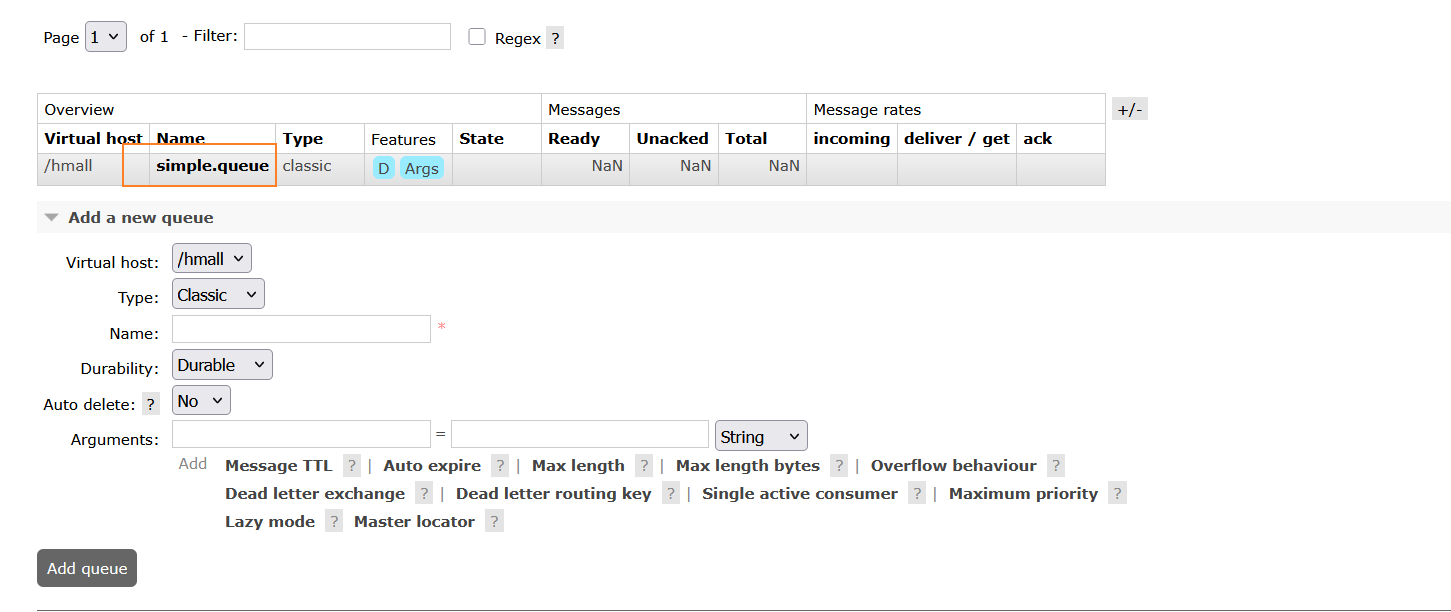 Page 1 of 1 - Filter: Regex ?
Overview Messages Message rates +/-
Virtual host Name Type Features State Ready Unacked Total incoming deliver / get ack
/hmall simple.queue classic D Args NaN NaN NaN
Add a new queue
Virtual host: /hmall
Type: Classic
Name: *
Durability: Durable
Auto delete: ? No
Arguments: = String
Add Message TTL ? | Auto expire ? | Max length ? | Max length bytes ? | Overflow behaviour ?
Dead letter exchange ? | Dead letter routing key ? | Single active consumer ? | Maximum priority ?
Lazy mode ? Master locator ?
Add queue